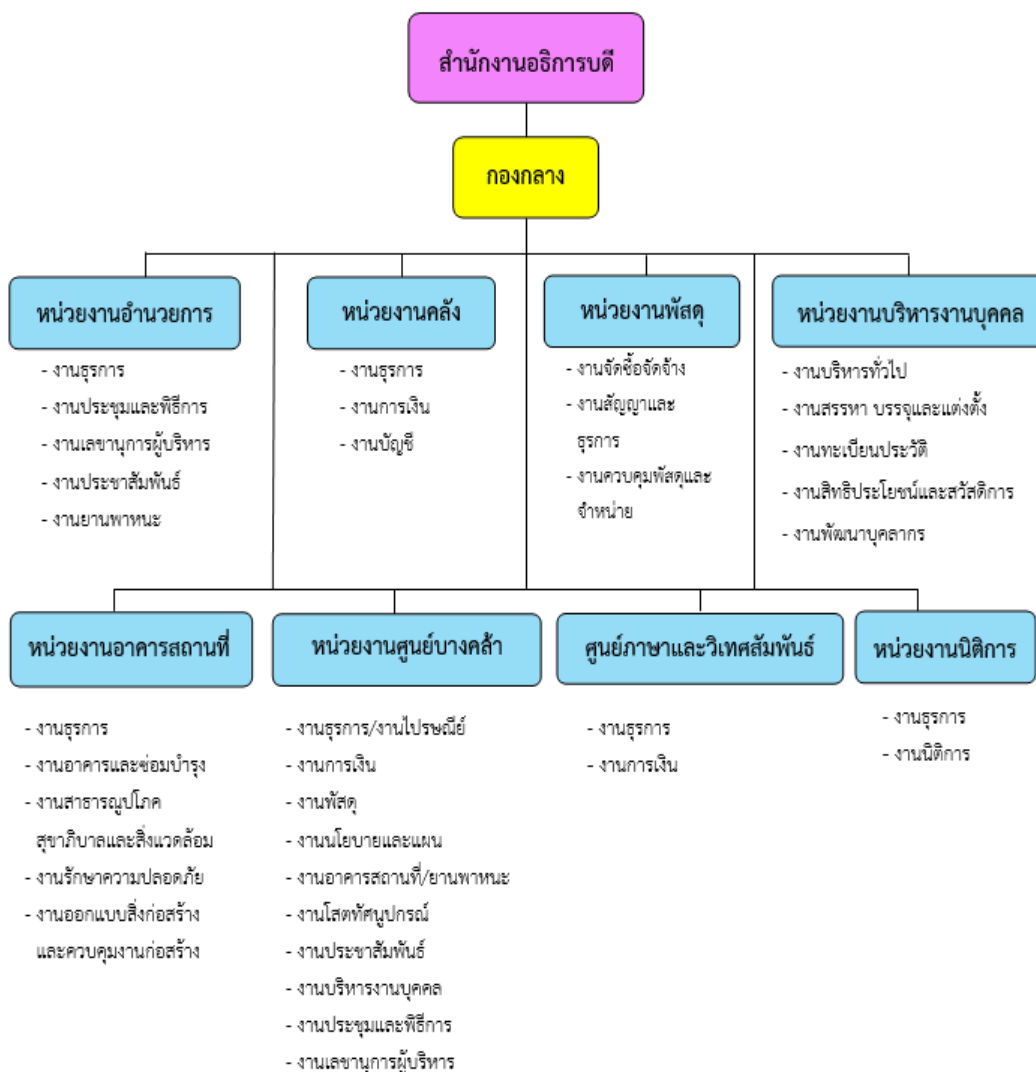 สำนักงานอธิการบดี
กองกลาง
หน่วยงานอำนวยการ
- งานธุรการ
- งานประชุมและพิธีการ
- งานเลขานุการผู้บริหาร
- งานประชาสัมพันธ์
- งานยานพาหนะ
หน่วยงานคลัง
- งานธุรการ
- งานการเงิน
- งานบัญชี
หน่วยงานพัสดุ
- งานจัดซื้อจัดจ้าง
- งานสัญญาและ
ธุรการ
- งานควบคุมพัสดุและ
จำหน่าย
หน่วยงานบริหารงานบุคคล
- งานบริหารทั่วไป
- งานสรรหา บรรจุและแต่งตั้ง
- งานทะเบียนประวัติ
- งานสิทธิประโยชน์และสวัสดิการ
- งานพัฒนาบุคลากร
หน่วยงานอาคารสถานที่
- งานธุรการ
- งานอาคารและซ่อมบำรุง
- งานสาธารณูปโภค
สุขาภิบาลและสิ่งแวดล้อม
- งานรักษาความปลอดภัย
- งานออกแบบสิ่งก่อสร้าง
และควบคุมงานก่อสร้าง
หน่วยงานศูนย์บางคล้า
- งานธุรการ/งานไปรษณีย์
- งานการเงิน
- งานพัสดุ
- งานนโยบายและแผน
- งานอาคารสถานที่/ยานพาหนะ
- งานโสตทัศนูปกรณ์
- งานประชาสัมพันธ์
- งานบริหารงานบุคคล
- งานประชุมและพิธีการ
- งานเลขานุการผู้บริหาร
ศูนย์ภาษาและวิเทศสัมพันธ์
- งานธุรการ
- งานการเงิน
หน่วยงานนิติการ
- งานธุรการ
- งานนิติการ